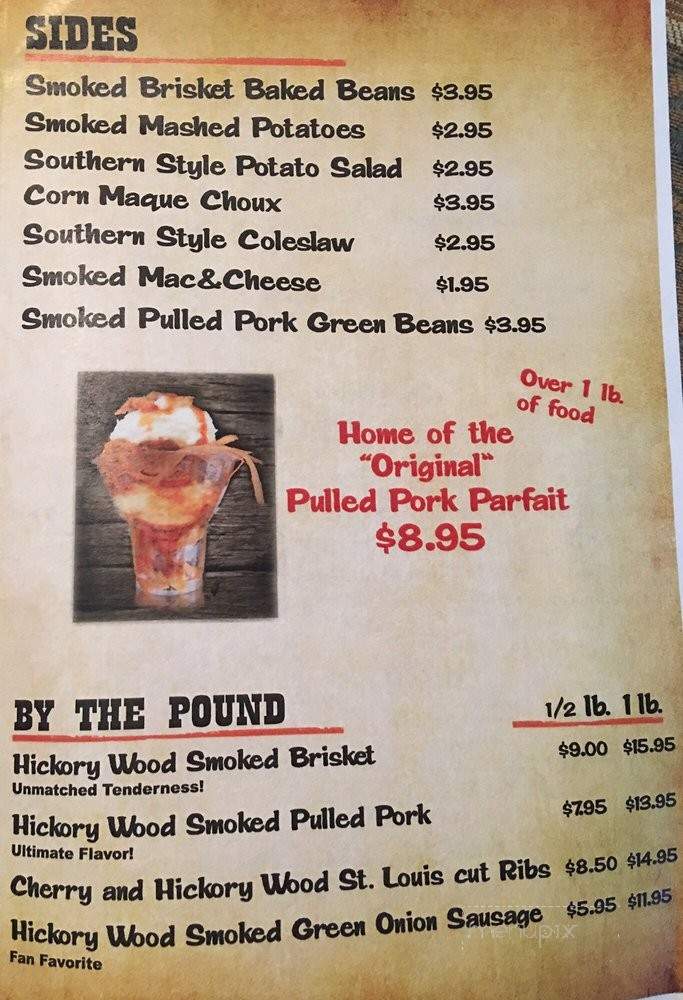 SIDES
Smoked Brisket Baked Beans $3.95
Smoked Mashed Potatoes $2.95
Southern Style Potato Salad $2.95
Corn Maque Choux $3.95
Southern Style Coleslaw $2.95
Smoked Mac&Cheese $1.95
Smoked Pulled Pork Green Beans $3.95
Over 1 lb.
of food
Home of the
"Original"
Pulled Pork Parfait
$8.95
BY THE POUND 1/2 lb. 1 lb.
Hickory Wood Smoked Brisket $9.00 $15.95
Unmatched Tenderness!
Hickory Wood Smoked Pulled Pork $7.95 $13.95
Ultimate Flavor!
Cherry and Hickory Wood St. Louis cut Ribs $8.50 $14.95
Hickory Wood Smoked Green Onion Sausage $5.95 $11.95
Fan Favorite
menupix